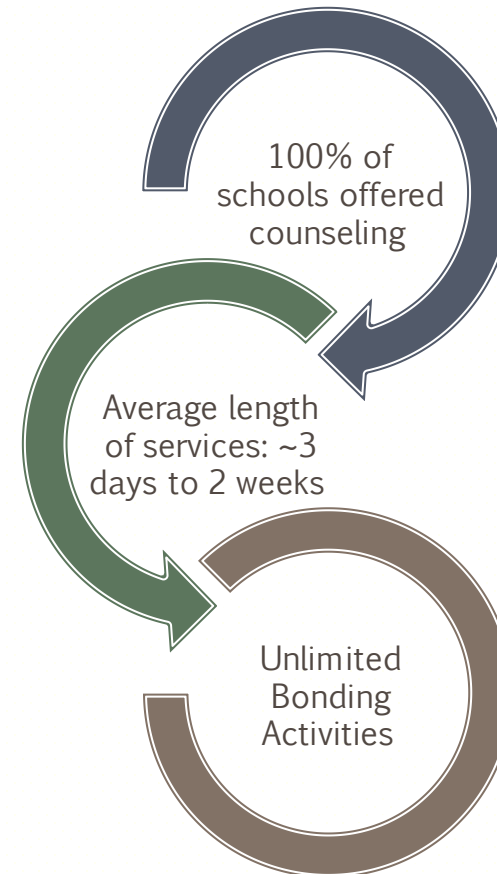 100% of
schools offered
counseling
Average length
of services: ~3
days to 2 weeks
Unlimited
Bonding
Activities